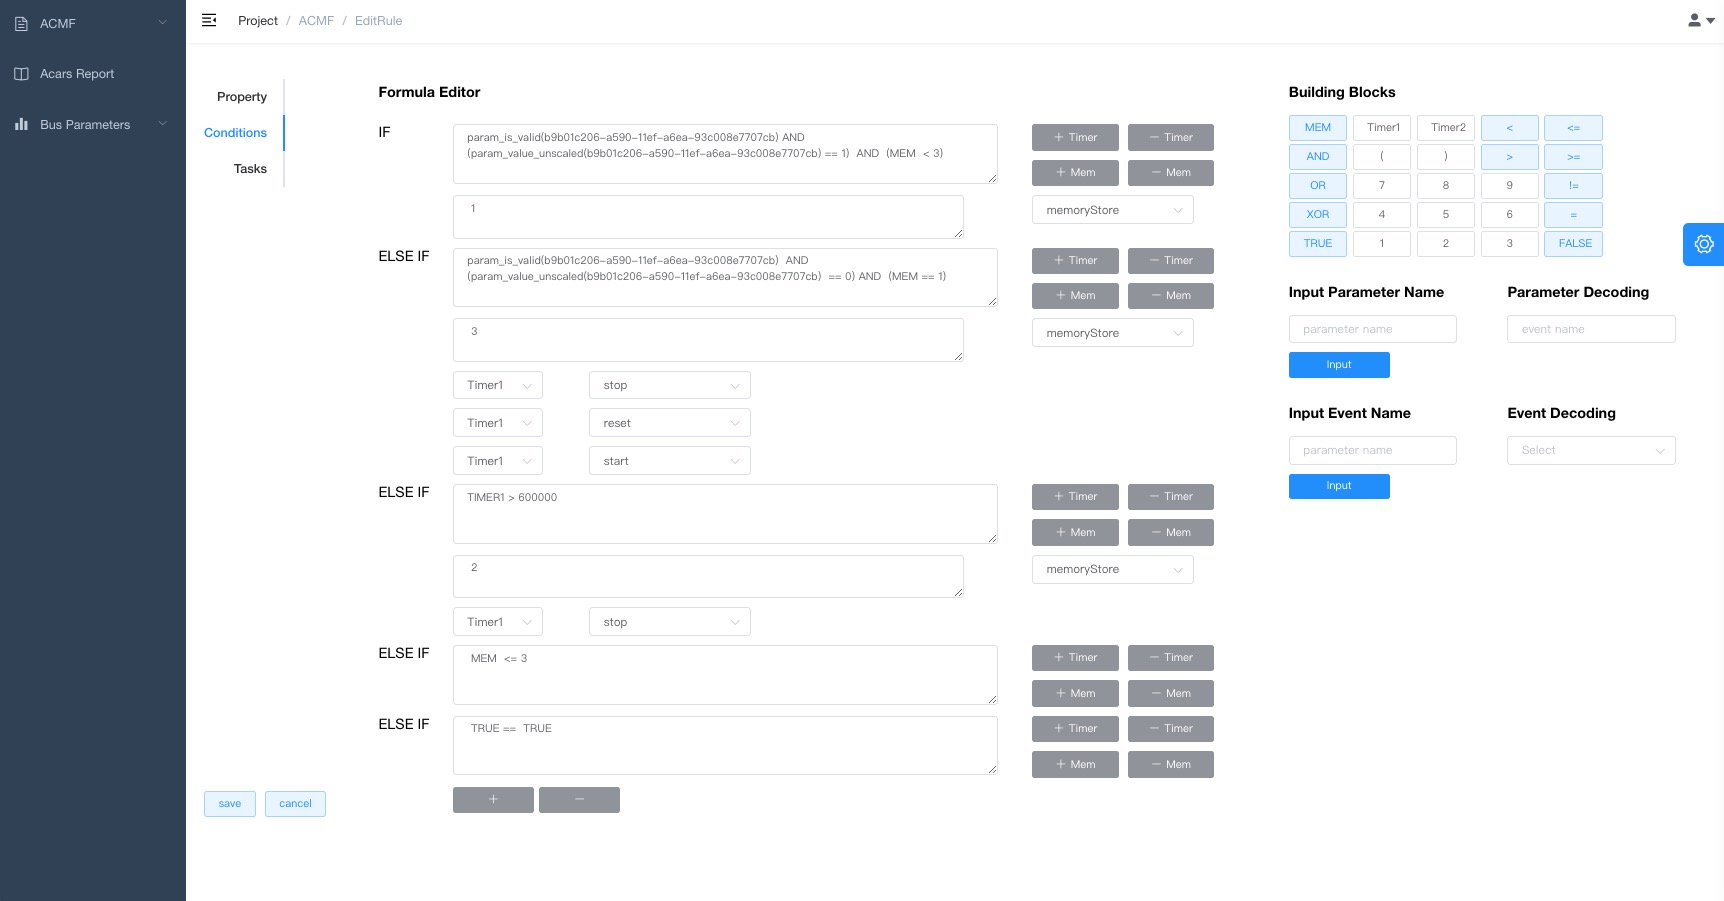 ACMF
Acars Report
Bus Parameters
Project / ACMF / EditRule
Property
Conditions
Tasks
save
cancel
Formula Editor
IF
param_is_valid(b9b01c206-a590-11ef-a6ea-93c008e7707cb) AND
(param_value_unscaled(b9b01c206-a590-11ef-a6ea-93c008e7707cb) == 1) AND (MEM < 3)
+ Timer
− Timer
+ Mem
− Mem
1
memoryStore
ELSE IF
param_is_valid(b9b01c206-a590-11ef-a6ea-93c008e7707cb) AND
(param_value_unscaled(b9b01c206-a590-11ef-a6ea-93c008e7707cb) == 0) AND (MEM == 1)
+ Timer
− Timer
+ Mem
− Mem
3
memoryStore
Timer1
stop
Timer1
reset
Timer1
start
ELSE IF
TIMER1 > 600000
+ Timer
− Timer
+ Mem
− Mem
2
memoryStore
Timer1
stop
ELSE IF
MEM <= 3
+ Timer
− Timer
+ Mem
− Mem
ELSE IF
TRUE == TRUE
+ Timer
− Timer
+ Mem
− Mem
+
−
Building Blocks
MEM Timer1 Timer2 < <=
AND ( ) > >=
OR 7 8 9 !=
XOR 4 5 6 =
TRUE 1 2 3 FALSE
Input Parameter Name
Parameter Decoding
parameter name
event name
Input
Input Event Name
Event Decoding
parameter name
Select
Input